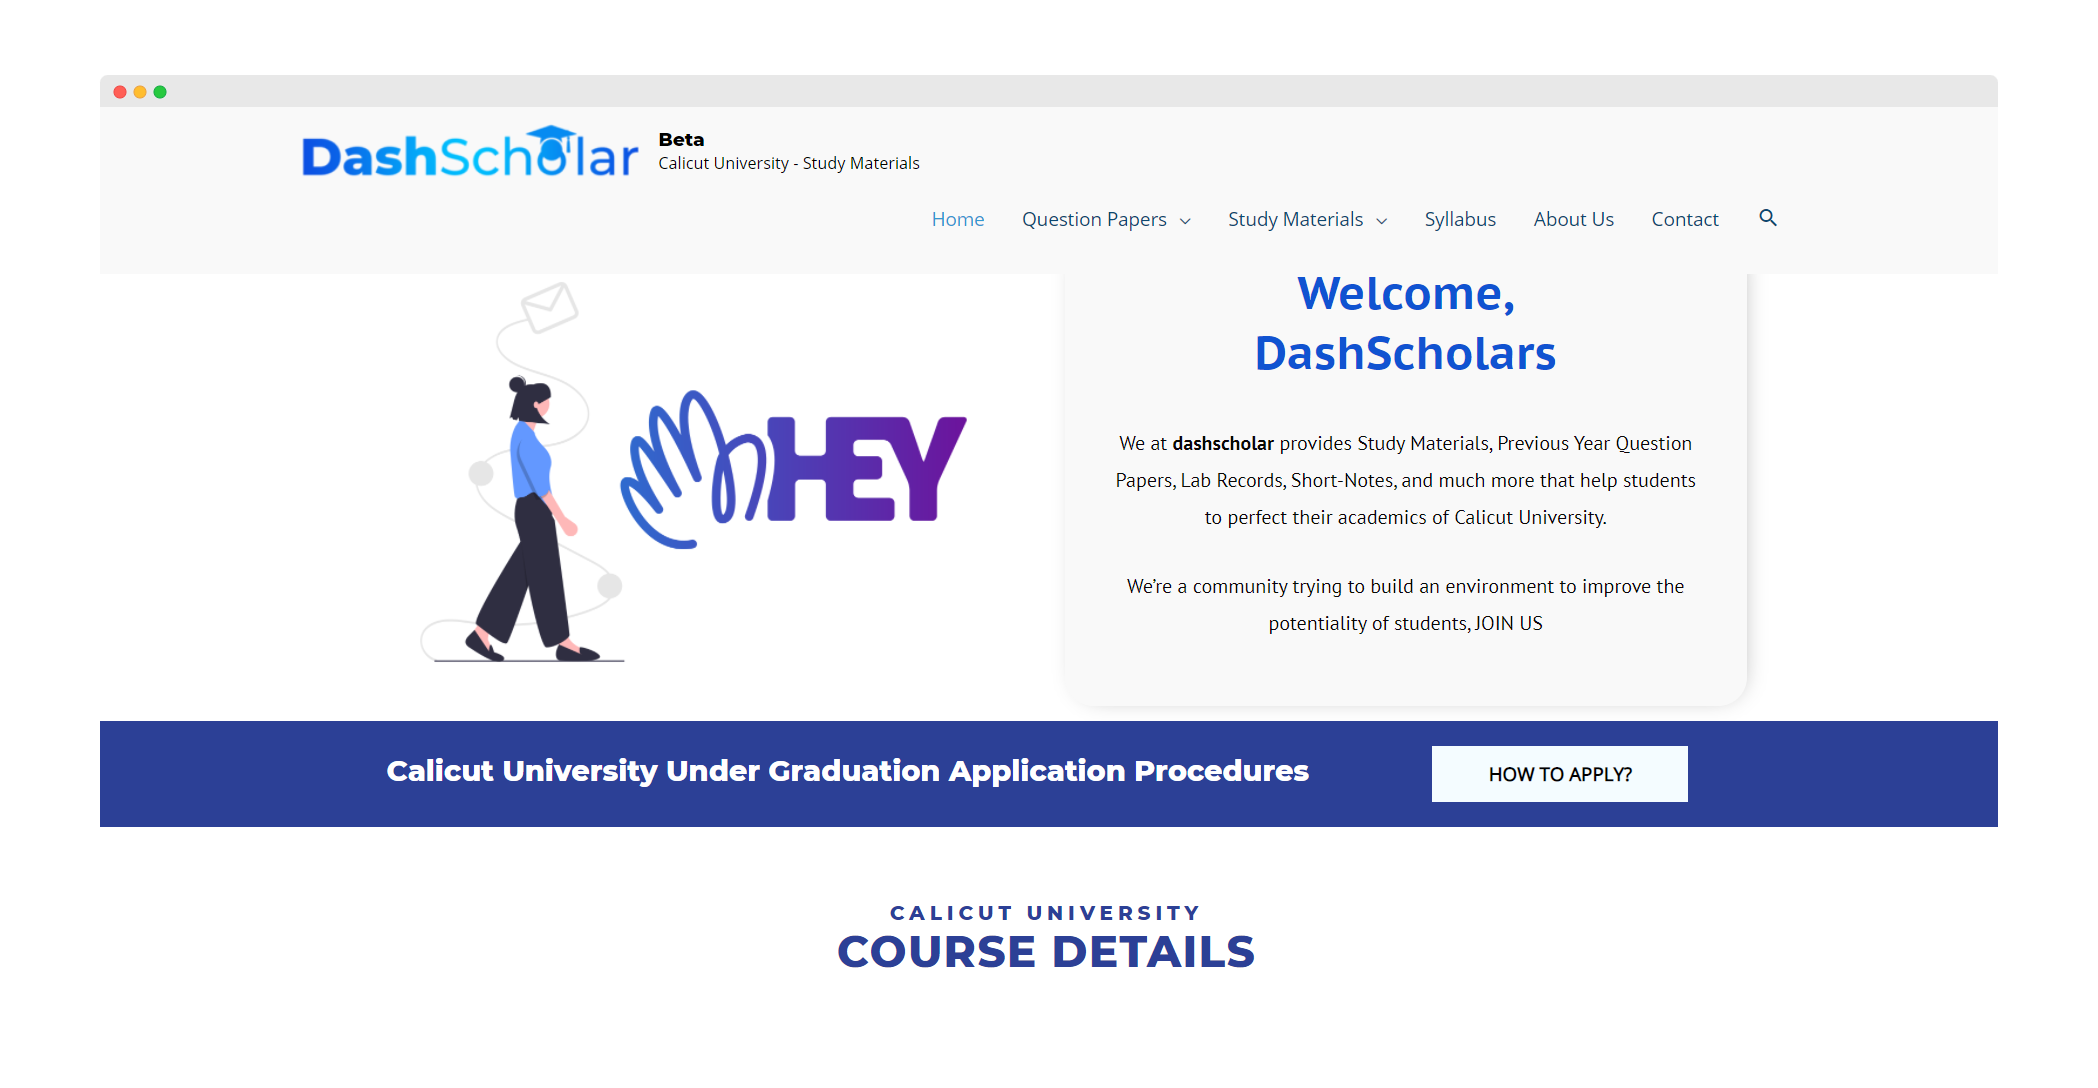 DashScholar
Beta
Calicut University - Study Materials
Home Question Papers Study Materials Syllabus About Us Contact
HEY
Welcome,
DashScholars
We at dashscholar provides Study Materials, Previous Year Question
Papers, Lab Records, Short-Notes, and much more that help students
to perfect their academics of Calicut University.
We’re a community trying to build an environment to improve the
potentiality of students, JOIN US
Calicut University Under Graduation Application Procedures
HOW TO APPLY?
CALICUT UNIVERSITY
COURSE DETAILS